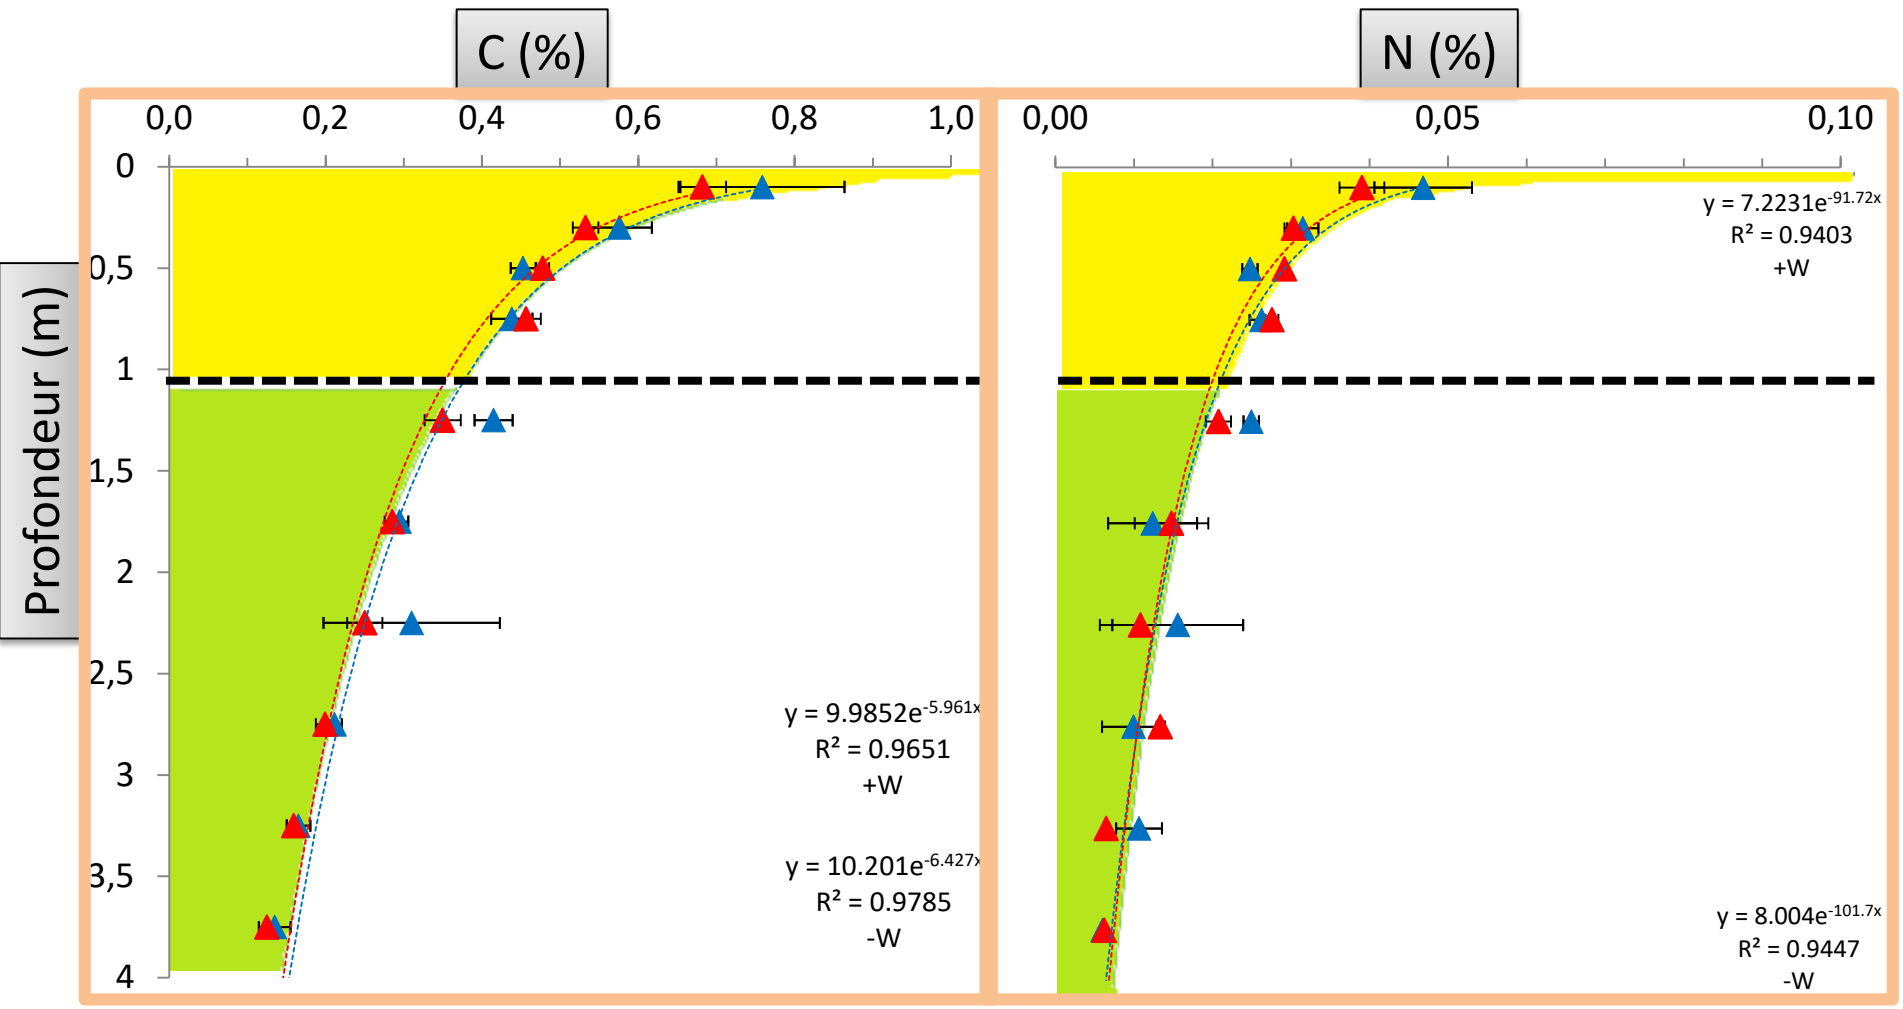 C (%)
N (%)
0,0 0,2 0,4 0,6 0,8 1,0
0,00 0,05 0,10
Profondeur (m)
0
0,5
1
1,5
2
2,5
3
3,5
4
y = 9.9852e^-5.961x
R² = 0.9651
+W
y = 10.201e^-6.427x
R² = 0.9785
-W
y = 7.2231e^-91.72x
R² = 0.9403
+W
y = 8.004e^-101.7x
R² = 0.9447
-W